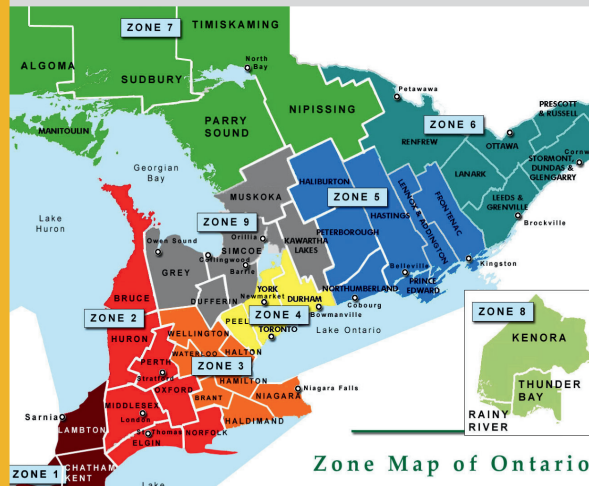 ZONE 7
TIMISKAMING
ALGOMA
SUDBURY
North
Bay
NIPISSING
PARRY
SOUND
MANITOULIN
Petawawa
ZONE 6
RENFREW
PRESCOTT
& RUSSELL
OTTAWA
Cornw
STORMONT,
DUNDAS &
GLENGARRY
LANARK
LEEDS &
GRENVILLE
Brockville
Georgian
Bay
Lake
Huron
MUSKOKA
HALIBURTON
ZONE 5
HASTINGS
LENNOX & ADDINGTON
FRONTENAC
ZONE 9
Orillia
SIMCOE
KAWARTHA
LAKES
PETERBOROUGH
Owen Sound
Collingwood
Barrie
GREY
DUFFERIN
Belleville
Kingston
PRINCE
EDWARD
NORTHUMBERLAND
Cobourg
YORK
Newmarket
DURHAM
Bowmanville
PEEL
ZONE 4
TORONTO
Lake Ontario
BRUCE
ZONE 2
HURON
WELLINGTON
WATERLOO
HALTON
ZONE 3
PERTH
Stratford
OXFORD
HAMILTON
BRANT
NIAGARA
Niagara Falls
HALDIMAND
MIDDLESEX
London
St. Thomas
ELGIN
NORFOLK
Sarnia
LAMBTON
ZONE 1
CHATHAM
KENT
Lake
ZONE 8
KENORA
THUNDER
BAY
RAINY
RIVER
Zone Map of Ontario